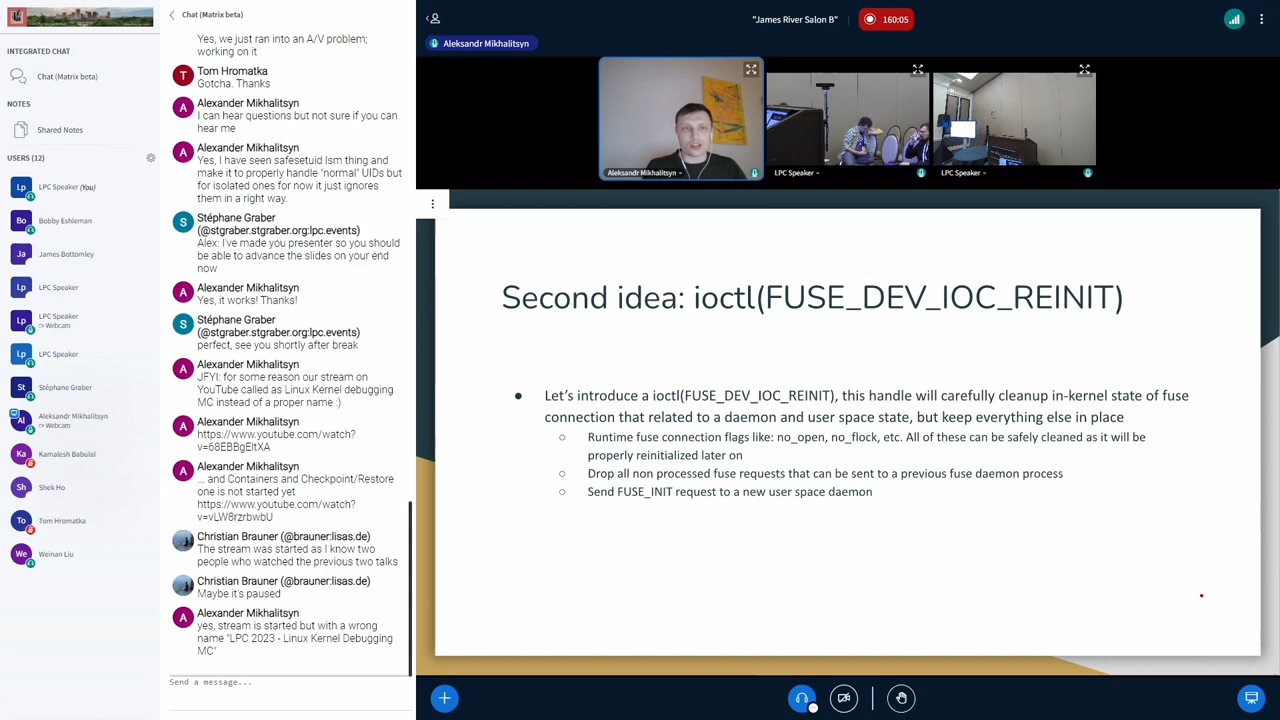 INTEGRATED CHAT
Chat (Matrix beta)
NOTES
Shared Notes
USERS (12)
Lp LPC Speaker (You)
Bo Bobby Eshleman
Ja James Bottomley
Lp LPC Speaker
Lp LPC Speaker
Webcam
Lp LPC Speaker
St Stéphane Graber
Al Aleksandr Mikhalitsyn
Webcam
Ka Kamalesh Babulal
Sh Shek Ho
To Tom Hromatka
We Weinan Liu
Chat (Matrix beta)
Yes, we just ran into an A/V problem;
working on it
T Tom Hromatka
Gotcha. Thanks
A Alexander Mikhalitsyn
I can hear questions but not sure if you can
hear me
A Alexander Mikhalitsyn
Yes, I have seen safesetuid lsm thing and
make it to properly handle "normal" UIDs but
for isolated ones for now it just ignores
them in a right way.
S Stéphane Graber
(@stgraber.stgraber.org:lpc.events)
Alex: I've made you presenter so you should
be able to advance the slides on your end
now
A Alexander Mikhalitsyn
Yes, it works! Thanks!
S Stéphane Graber
(@stgraber.stgraber.org:lpc.events)
perfect, see you shortly after break
A Alexander Mikhalitsyn
JFYI: for some reason our stream on
YouTube called as Linux Kernel debugging
MC instead of a proper name :)
A Alexander Mikhalitsyn
https://www.youtube.com/watch?
v=68EBBgEltXA
A Alexander Mikhalitsyn
... and Containers and Checkpoint/Restore
one is not started yet
https://www.youtube.com/watch?
v=vLW8rzrbwbU
Christian Brauner (@brauner:lisas.de)
The stream was started as I know two
people who watched the previous two talks
Christian Brauner (@brauner:lisas.de)
Maybe it's paused
A Alexander Mikhalitsyn
yes, stream is started but with a wrong
name "LPC 2023 - Linux Kernel Debugging
MC"
Send a message...
"James River Salon B"
160:05
Aleksandr Mikhalitsyn
Aleksandr Mikhalitsyn
LPC Speaker
LPC Speaker
Second idea: ioctl(FUSE_DEV_IOC_REINIT)
● Let's introduce a ioctl(FUSE_DEV_IOC_REINIT), this handle will carefully cleanup in-kernel state of fuse
connection that related to a daemon and user space state, but keep everything else in place
○ Runtime fuse connection flags like: no_open, no_flock, etc. All of these can be safely cleaned as it will be
properly reinitialized later on
○ Drop all non processed fuse requests that can be sent to a previous fuse daemon process
○ Send FUSE_INIT request to a new user space daemon